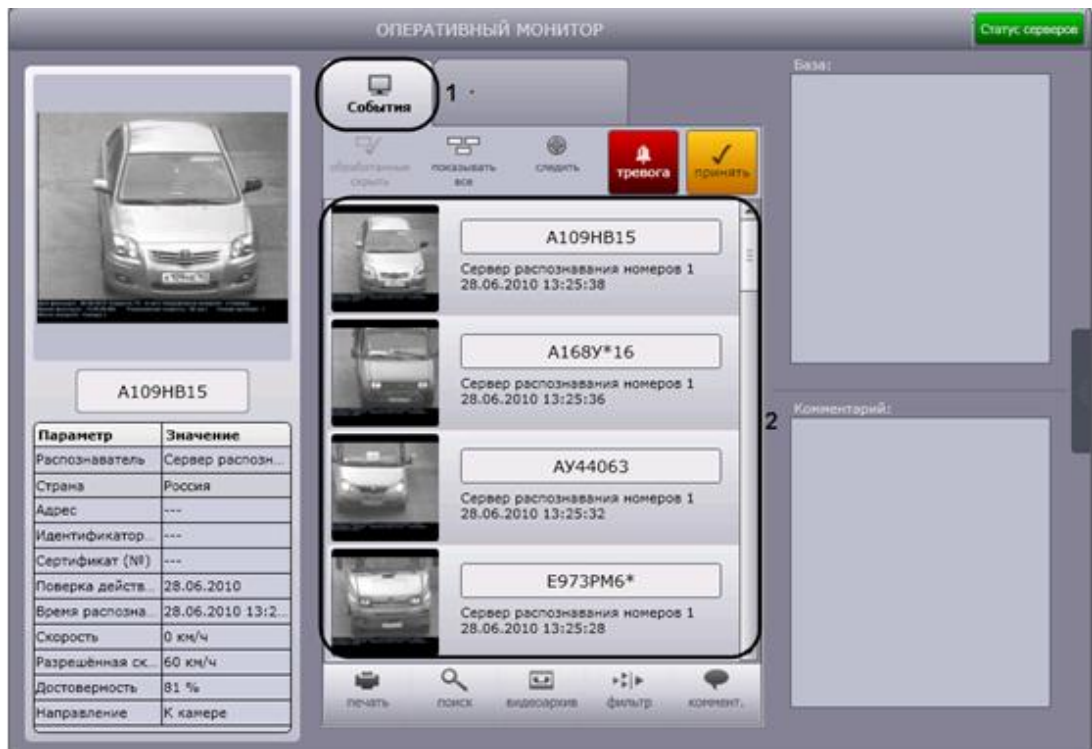 ОПЕРАТИВНЫЙ МОНИТОР
Статус серверов
А109НВ15
Параметр Значение
Распознаватель Сервер распозн...
Страна Россия
Адрес ---
Идентификатор... ---
Сертификат (№) ---
Поверка действ... 28.06.2010
Время распозна... 28.06.2010 13:2...
Скорость 0 км/ч
Разрешённая ск... 60 км/ч
Достоверность 81 %
Направление К камере
События
1
обработанные скрыть
показывать все
следить
тревога
принять
А109НВ15
Сервер распознавания номеров 1
28.06.2010 13:25:38
А168У*16
Сервер распознавания номеров 1
28.06.2010 13:25:36
АУ44063
Сервер распознавания номеров 1
28.06.2010 13:25:32
Е973РМ6*
Сервер распознавания номеров 1
28.06.2010 13:25:28
2
печать
поиск
видеоархив
фильтр
коммент.
База:
Комментарий: